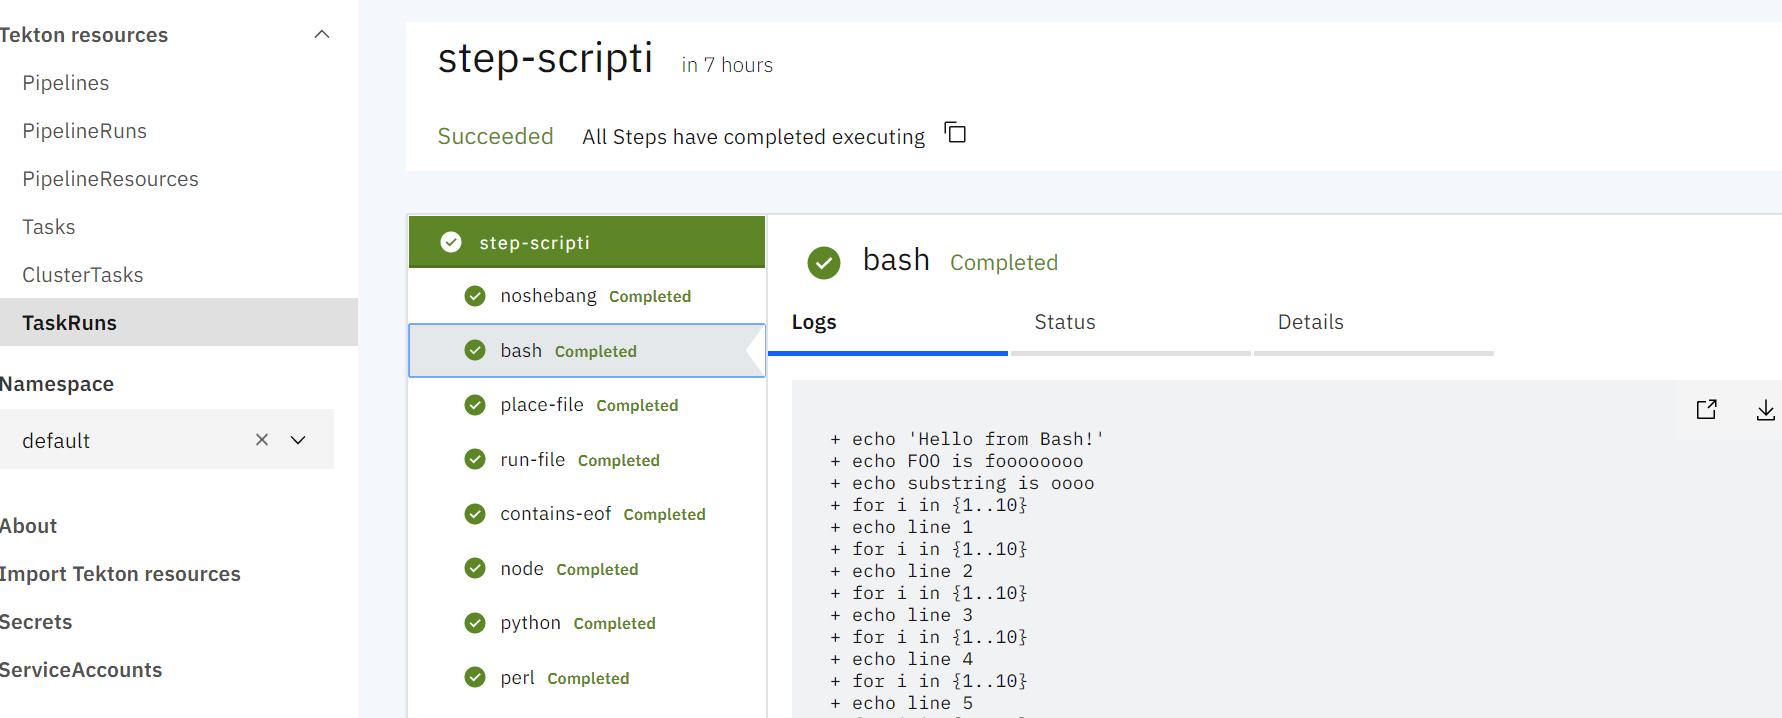 Tekton resources
Pipelines
PipelineRuns
PipelineResources
Tasks
ClusterTasks
TaskRuns
Namespace
default
About
Import Tekton resources
Secrets
ServiceAccounts
step-scripti in 7 hours
Succeeded All Steps have completed executing
step-scripti
noshebang Completed
bash Completed
place-file Completed
run-file Completed
contains-eof Completed
node Completed
python Completed
perl Completed
bash Completed
Logs Status Details
+ echo 'Hello from Bash!'
+ echo FOO is foooooooo
+ echo substring is oooo
+ for i in {1..10}
+ echo line 1
+ for i in {1..10}
+ echo line 2
+ for i in {1..10}
+ echo line 3
+ for i in {1..10}
+ echo line 4
+ for i in {1..10}
+ echo line 5